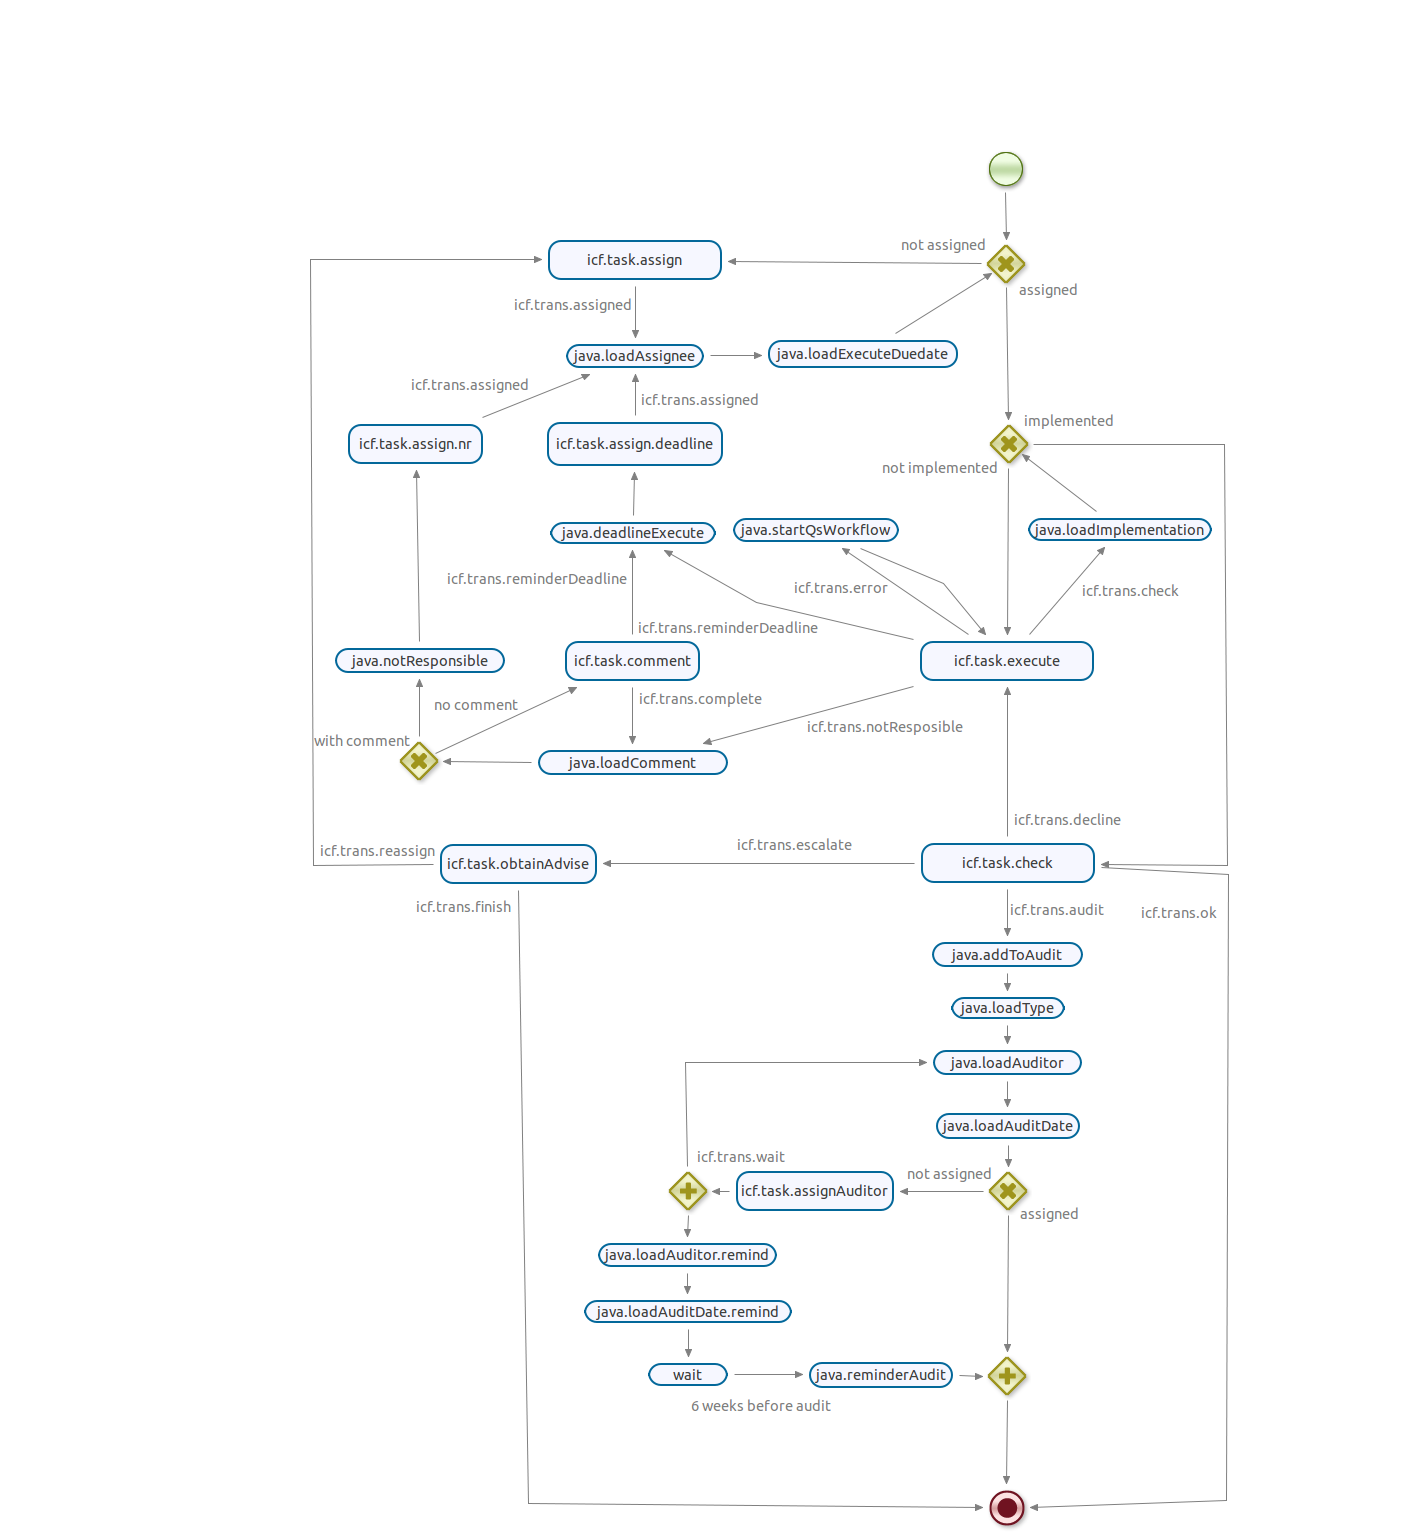 not assigned
icf.task.assign
assigned
icf.trans.assigned
java.loadAssignee
java.loadExecuteDuedate
icf.trans.assigned
icf.trans.assigned
implemented
icf.task.assign.nr
icf.task.assign.deadline
not implemented
java.deadlineExecute
java.startQsWorkflow
java.loadImplementation
icf.trans.reminderDeadline
icf.trans.error
icf.trans.check
icf.trans.reminderDeadline
java.notResponsible
icf.task.comment
icf.task.execute
no comment
icf.trans.complete
icf.trans.notResposible
with comment
java.loadComment
icf.trans.decline
icf.trans.reassign
icf.task.obtainAdvise
icf.trans.escalate
icf.task.check
icf.trans.finish
icf.trans.audit
icf.trans.ok
java.addToAudit
java.loadType
java.loadAuditor
java.loadAuditDate
icf.trans.wait
not assigned
icf.task.assignAuditor
assigned
java.loadAuditor.remind
java.loadAuditDate.remind
wait
java.reminderAudit
6 weeks before audit